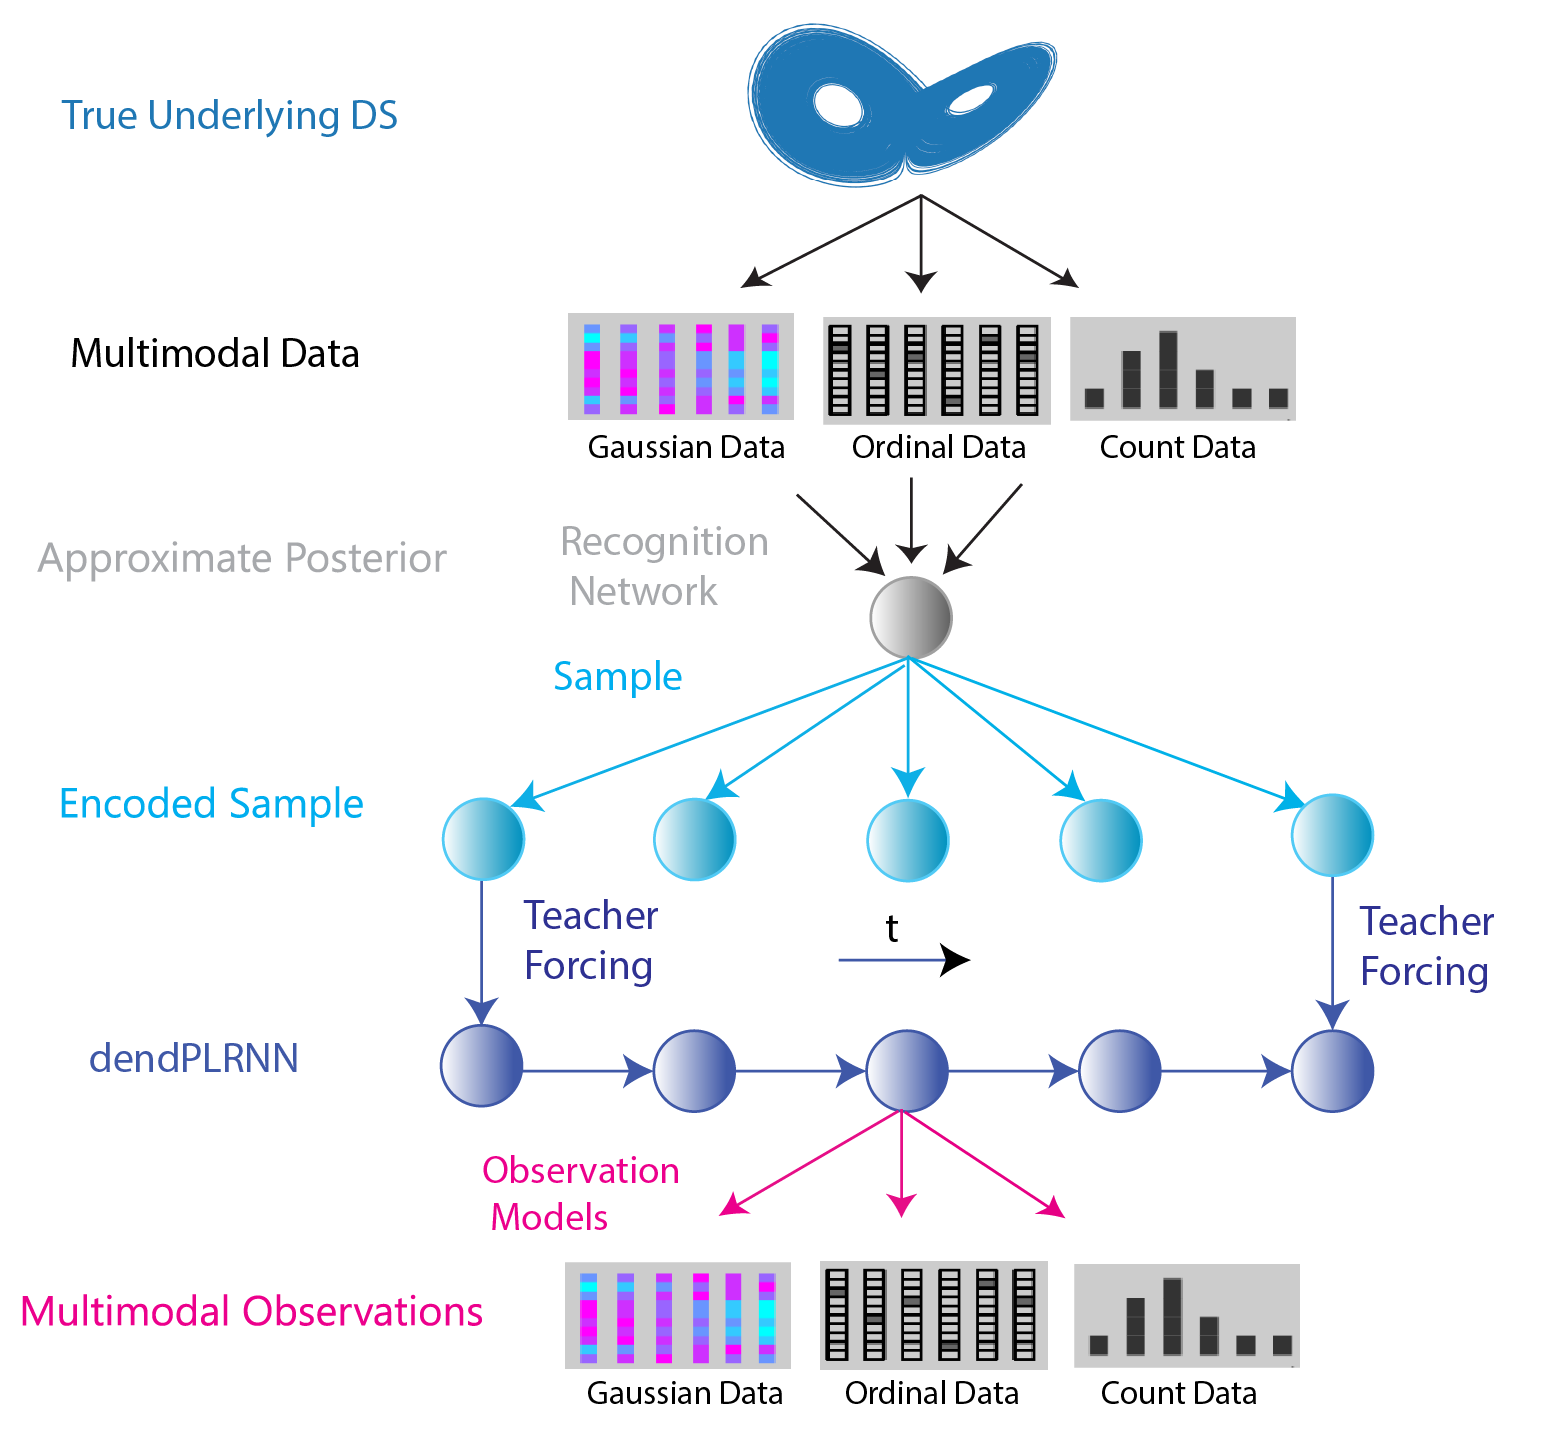 True Underlying DS
Multimodal Data
Gaussian Data
Ordinal Data
Count Data
Approximate Posterior
Recognition
Network
Sample
Encoded Sample
Teacher
Forcing
t
Teacher
Forcing
dendPLRNN
Observation
Models
Multimodal Observations
Gaussian Data
Ordinal Data
Count Data